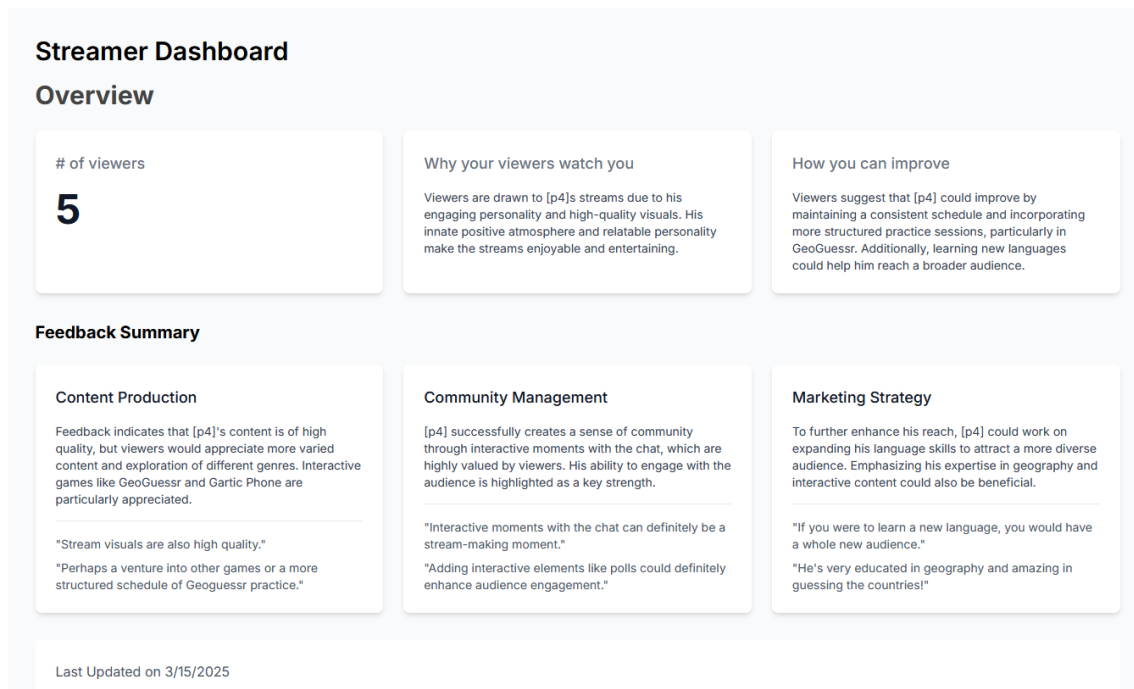 Streamer Dashboard
Overview
# of viewers
5
Why your viewers watch you
Viewers are drawn to [p4]s streams due to his
engaging personality and high-quality visuals. His
innate positive atmosphere and relatable personality
make the streams enjoyable and entertaining.
How you can improve
Viewers suggest that [p4] could improve by
maintaining a consistent schedule and incorporating
more structured practice sessions, particularly in
GeoGuessr. Additionally, learning new languages
could help him reach a broader audience.
Feedback Summary
Content Production
Feedback indicates that [p4]'s content is of high
quality, but viewers would appreciate more varied
content and exploration of different genres. Interactive
games like GeoGuessr and Gartic Phone are
particularly appreciated.
"Stream visuals are also high quality."
"Perhaps a venture into other games or a more
structured schedule of Geoguessr practice."
Community Management
[p4] successfully creates a sense of community
through interactive moments with the chat, which are
highly valued by viewers. His ability to engage with the
audience is highlighted as a key strength.
"Interactive moments with the chat can definitely be a
stream-making moment."
"Adding interactive elements like polls could definitely
enhance audience engagement."
Marketing Strategy
To further enhance his reach, [p4] could work on
expanding his language skills to attract a more diverse
audience. Emphasizing his expertise in geography and
interactive content could also be beneficial.
"If you were to learn a new language, you would have
a whole new audience."
"He's very educated in geography and amazing in
guessing the countries!"
Last Updated on 3/15/2025